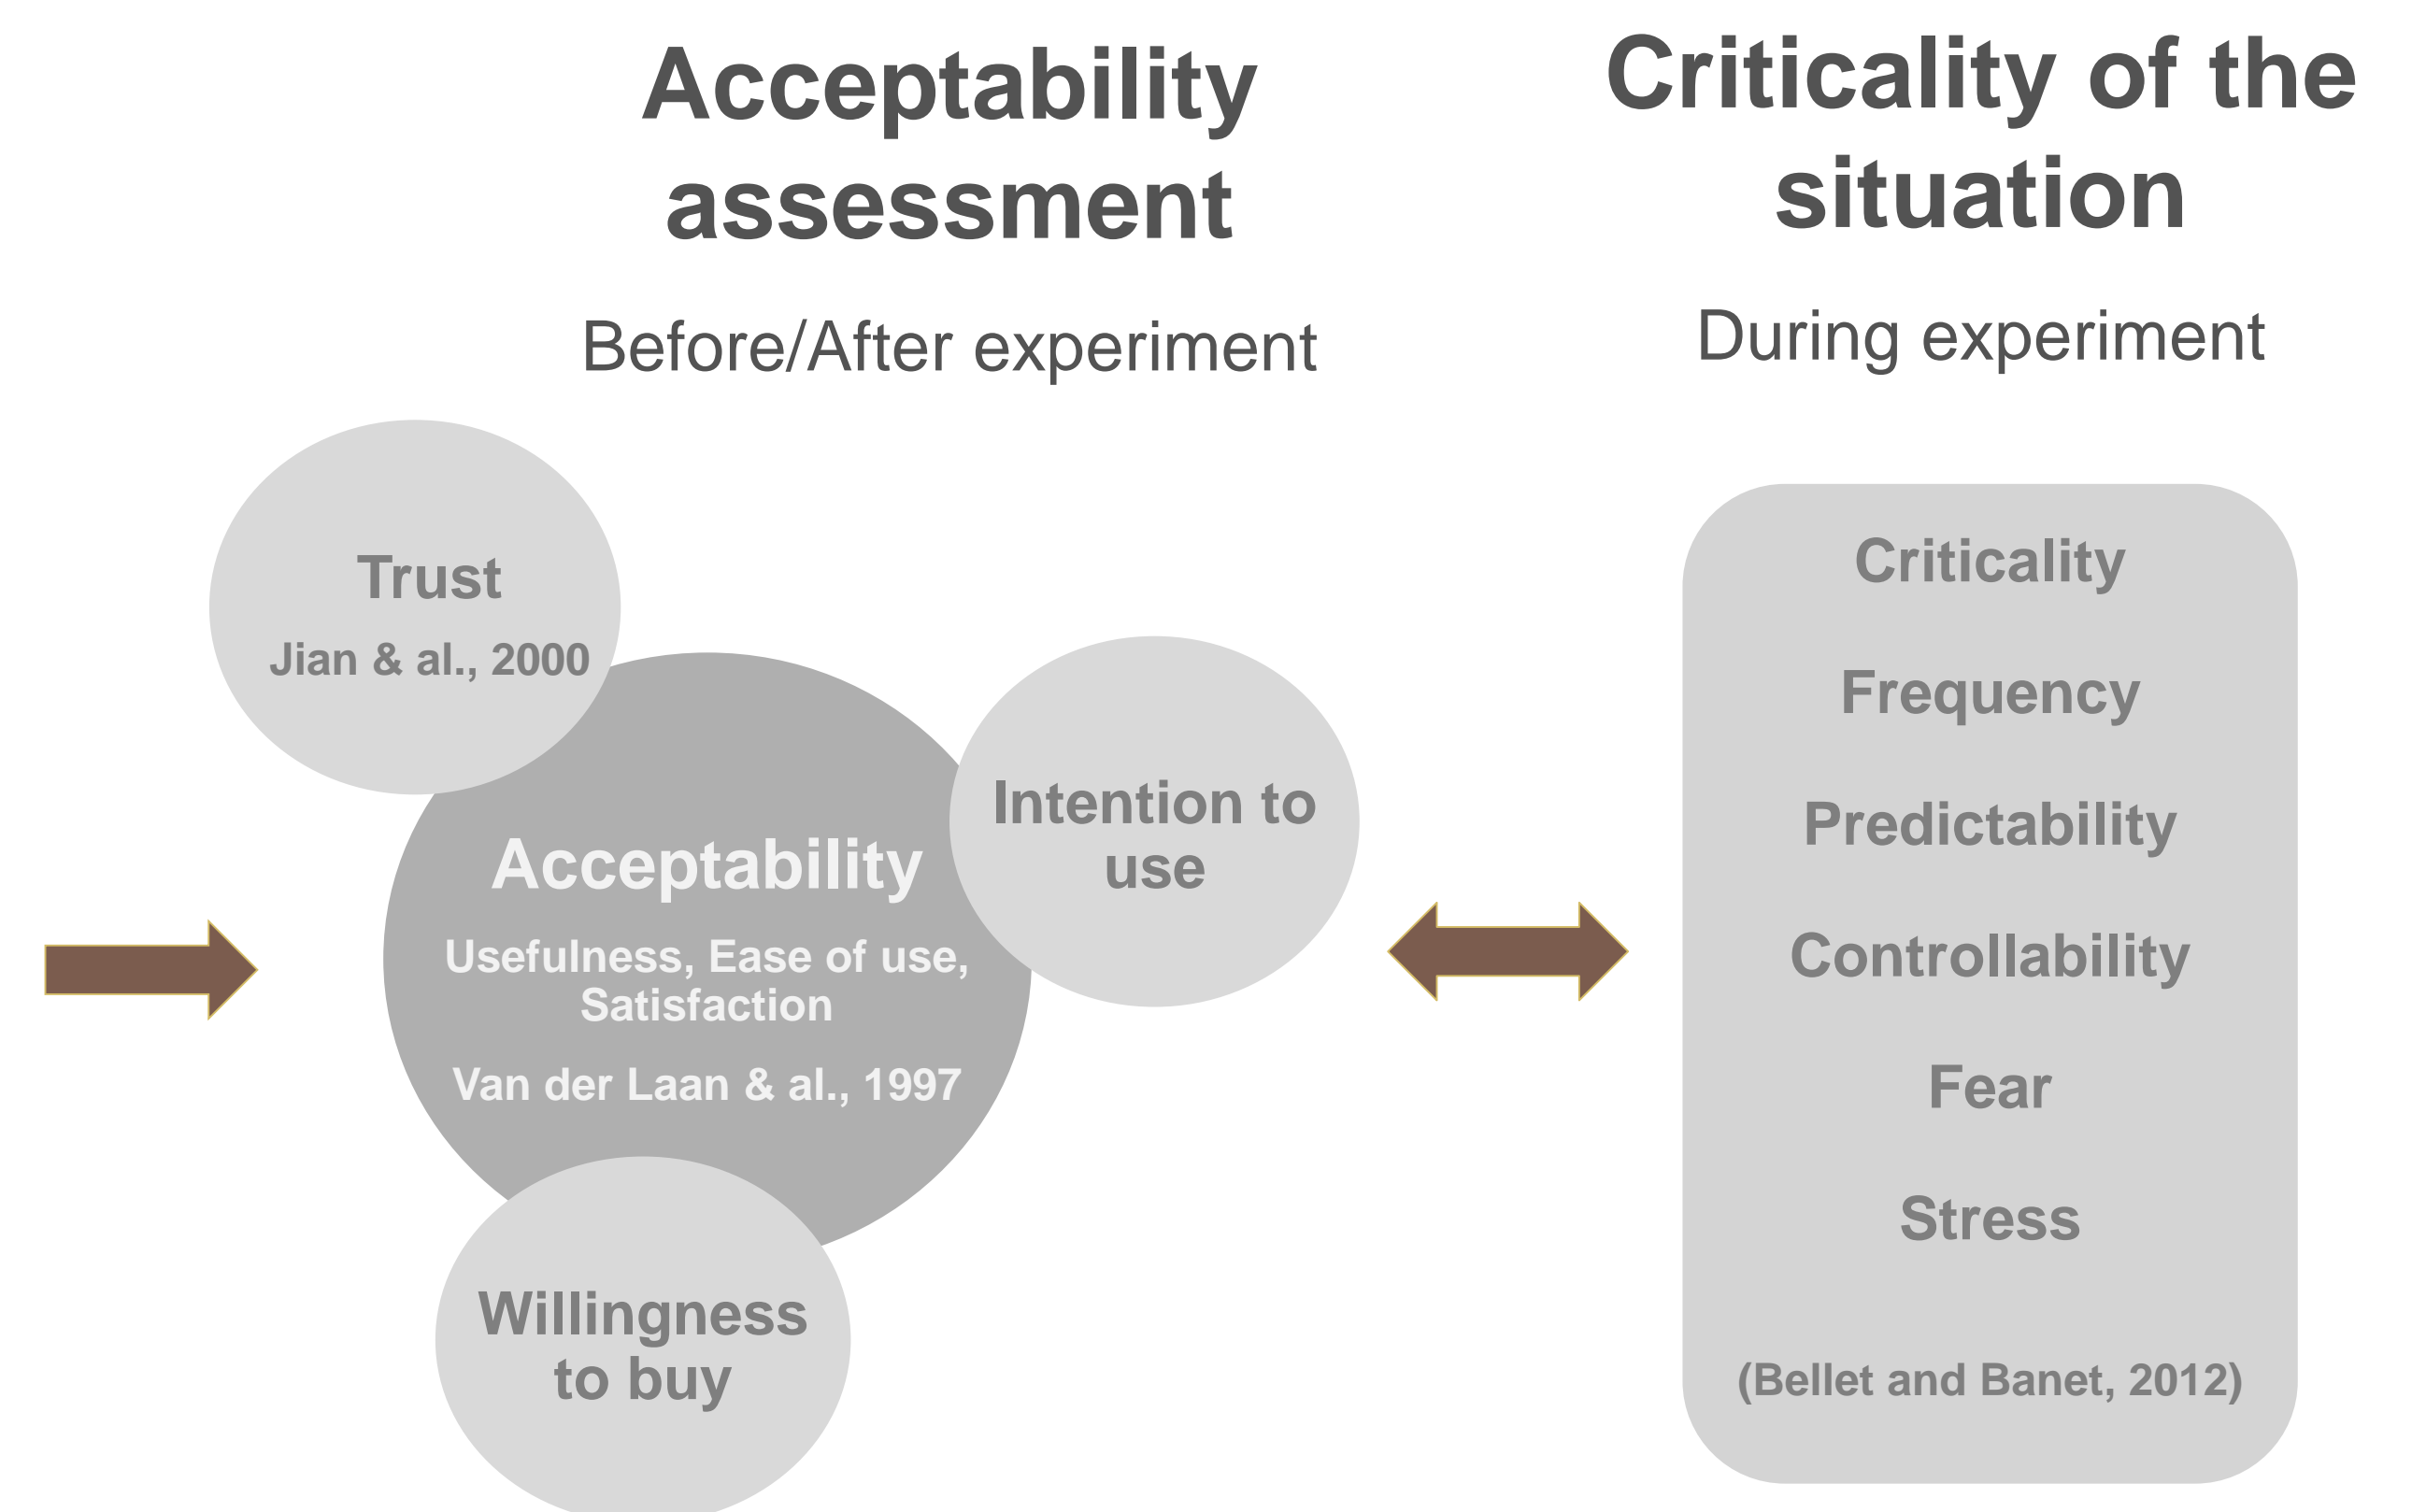 Acceptability
assessment
Before/After experiment
Trust
Jian & al., 2000
Acceptability
Usefulness, Ease of use,
Satisfaction
Van der Laan & al., 1997
Intention to
use
Willingness
to buy
Criticality of the
situation
During experiment
Criticality
Frequency
Predictability
Controllability
Fear
Stress
(Bellet and Banet, 2012)